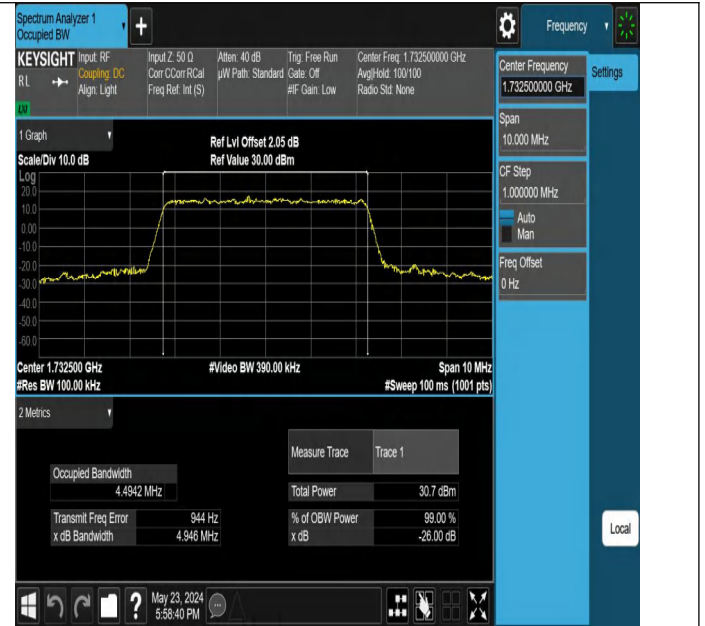 Spectrum Analyzer 1
Occupied BW
Frequency
KEYSIGHT
RL
Input: RF
Coupling: DC
Align: Light
Input Z: 50 Ω
Corr CCorr RCal
Freq Ref: Int (S)
Atten: 40 dB
µW Path: Standard
Trig: Free Run
Gate: Off
#IF Gain: Low
Center Freq: 1.732500000 GHz
Avg|Hold: 100/100
Radio Std: None
Center Frequency
1.732500000 GHz
Settings
Span
10.000 MHz
CF Step
1.000000 MHz
Auto
Man
Freq Offset
0 Hz
1 Graph
Scale/Div 10.0 dB
Ref Lvl Offset 2.05 dB
Ref Value 30.00 dBm
Log
20.0
10.0
0.00
-10.0
-20.0
-30.0
-40.0
-50.0
-60.0
Center 1.732500 GHz
#Video BW 390.00 kHz
Span 10 MHz
#Res BW 100.00 kHz
#Sweep 100 ms (1001 pts)
2 Metrics
Measure Trace
Trace 1
Occupied Bandwidth
4.4942 MHz
Total Power
30.7 dBm
Transmit Freq Error
944 Hz
% of OBW Power
99.00 %
x dB Bandwidth
4.946 MHz
x dB
-26.00 dB
Local
?
May 23, 2024
5:58:40 PM